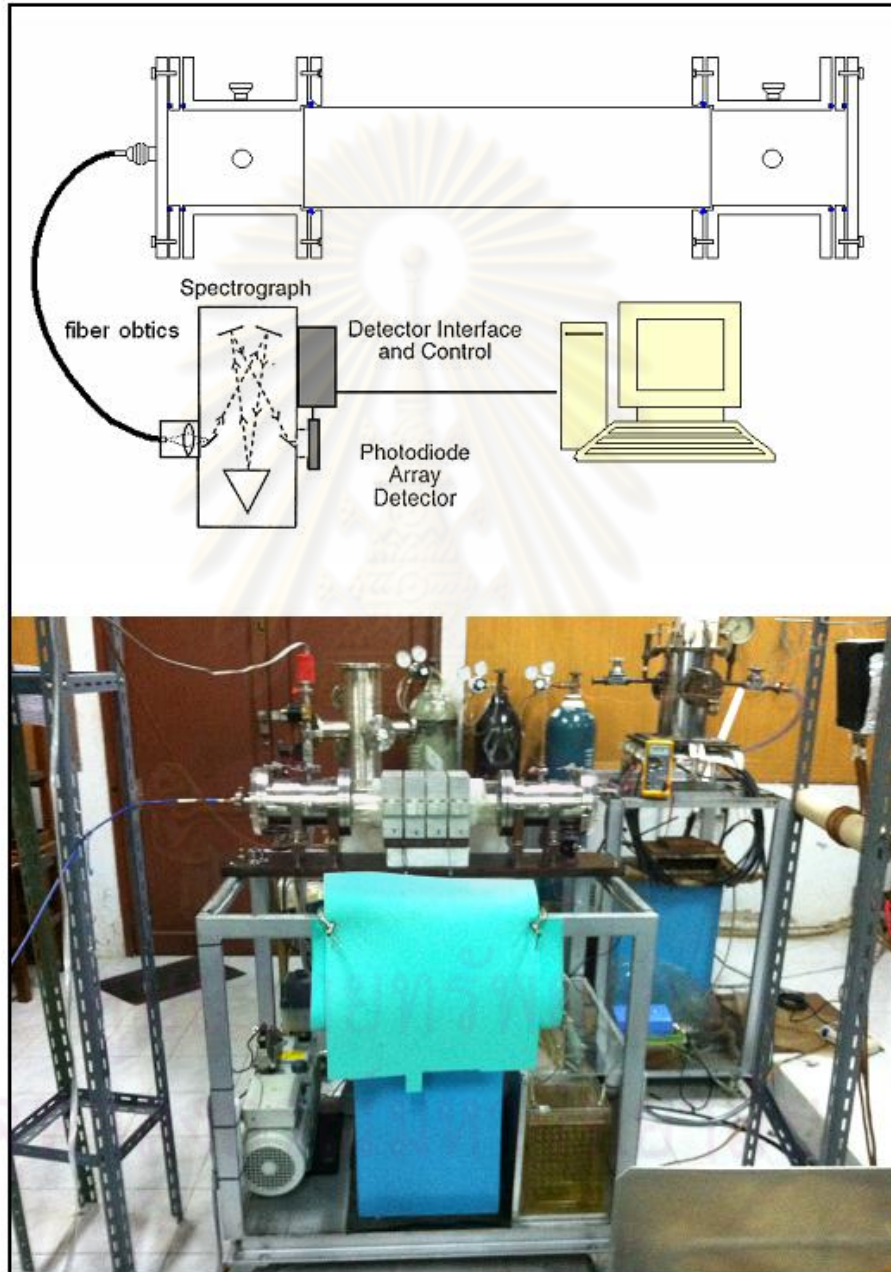 Spectrograph
fiber obtics
Detector Interface
and Control
Photodiode
Array
Detector